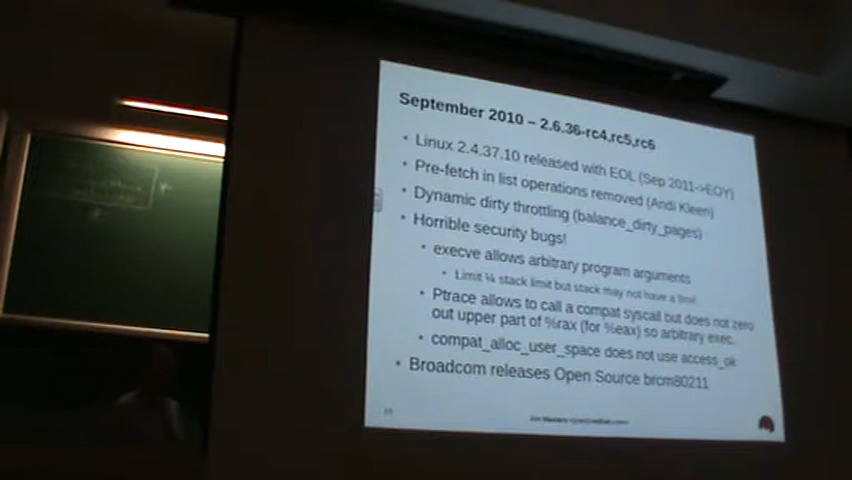 September 2010 – 2.6.36-rc4,rc5,rc6
• Linux 2.4.37.10 released with EOL (Sep 2011->EOY)
• Pre-fetch in list operations removed (Andi Kleen)
• Dynamic dirty throttling (balance_dirty_pages)
• Horrible security bugs!
• execve allows arbitrary program arguments
• Limit ¼ stack limit but stack may not have a limit
• Ptrace allows to call a compat syscall but does not zero
out upper part of %rax (for %eax) so arbitrary exec.
• compat_alloc_user_space does not use access_ok
• Broadcom releases Open Source brcm80211